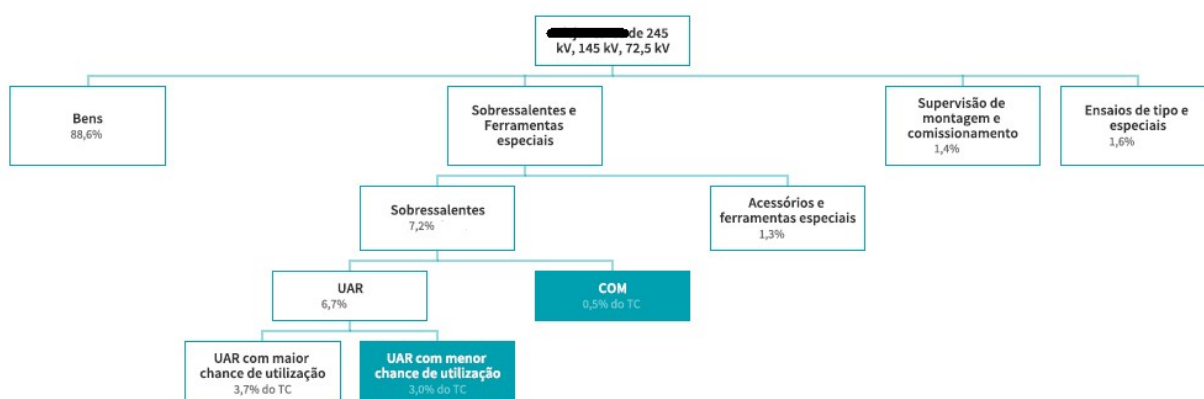 de 245
kV, 145 kV, 72,5 kV
Bens
88,6%
Sobressalentes e
Ferramentas
especiais
Supervisão de
montagem e
comissionamento
1,4%
Ensaios de tipo e
especiais
1,6%
Sobressalentes
7,2%
Acessórios e
ferramentas especiais
1,3%
UAR
6,7%
COM
0,5% do TC
UAR com maior
chance de utilização
3,7% do TC
UAR com menor
chance de utilização
3,0% do TC